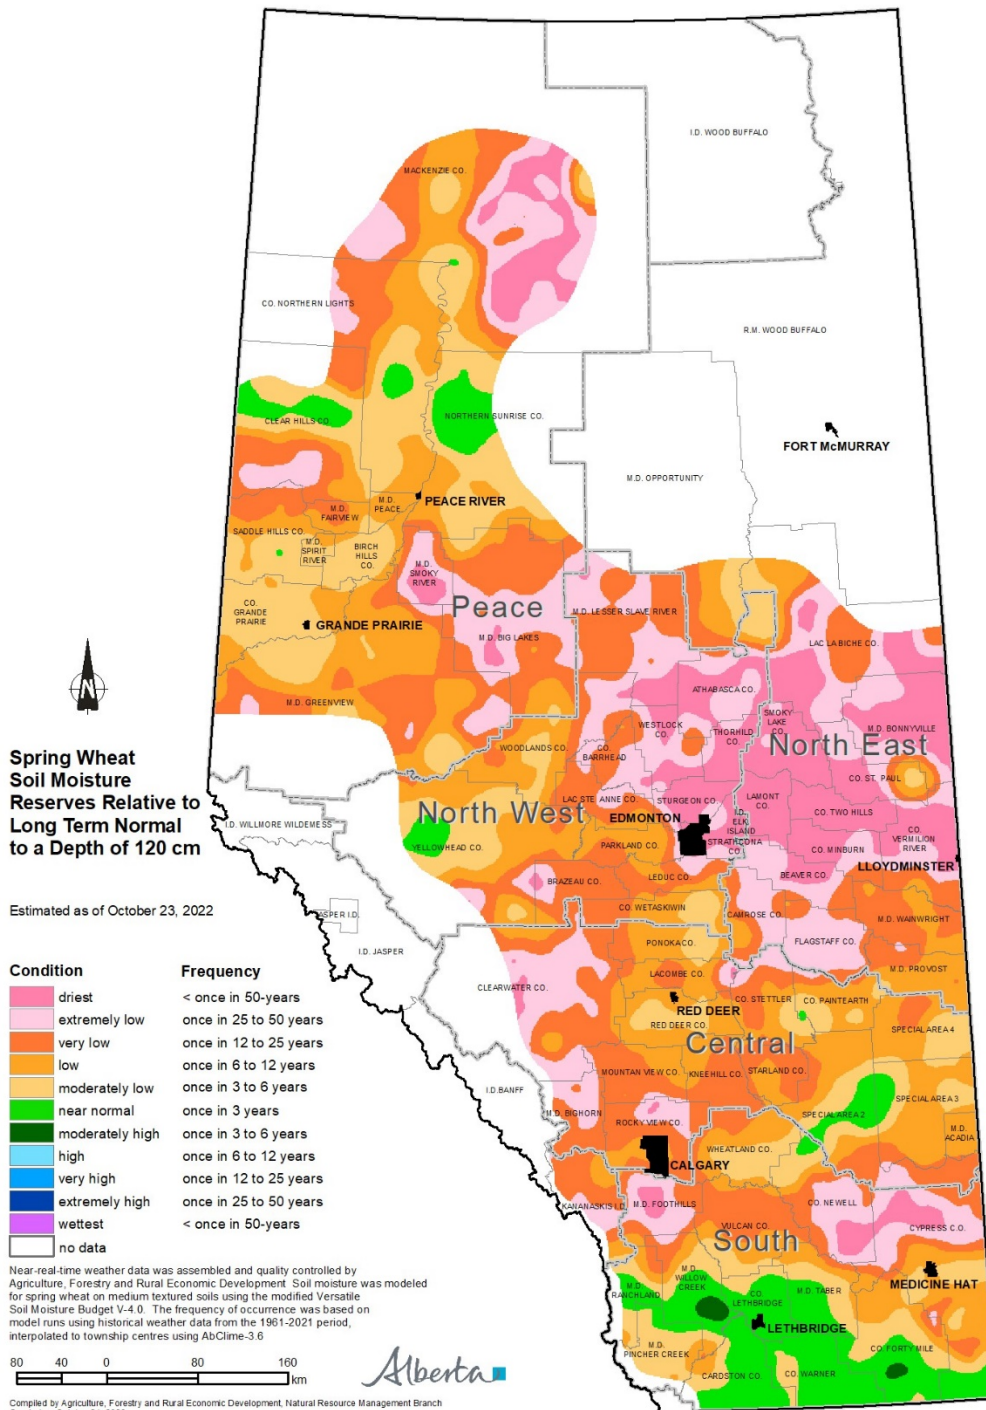 I.D. WOOD BUFFALO
MACKENZIE CO.
CO. NORTHERN LIGHTS
R.M. WOOD BUFFALO
CLEAR HILLS CO.
NORTHERN SUNRISE CO.
FORT McMURRAY
M.D. OPPORTUNITY
PEACE RIVER
M.D.
PEACE
M.D.
FAIRVIEW
SADDLE HILLS CO.
M.D.
SPIRIT
RIVER
BIRCH
HILLS
CO.
M.D.
SMOKY
RIVER
Peace
CO.
GRANDE
PRAIRIE
GRANDE PRAIRIE
M.D. LESSER SLAVE RIVER
M.D. BIG LAKES
LAC LA BICHE CO.
N
M.D. GREENVIEW
ATHABASCA CO.
SMOKY
LAKE
CO.
WESTLOCK
CO.
THORHILD
CO.
M.D. BONNYVILLE
North East
WOODLANDS CO.
CO.
BARRHEAD
CO. ST. PAUL
Spring Wheat
Soil Moisture
Reserves Relative to
Long Term Normal
to a Depth of 120 cm
LAC STE ANNE CO.
STURGEON CO.
LAMONT
CO.
North West
EDMONTON
I.D.
ELK
ISLAND
CO. TWO HILLS
I.D. WILLMORE WILDERNESS
YELLOWHEAD CO.
PARKLAND CO.
STRATHCONA
CO.
CO. MINBURN
CO.
VERMILION
RIVER
LLOYDMINSTER
BRAZEAU CO.
LEDUC CO.
BEAVER CO.
Estimated as of October 23, 2022
JASPER I.D.
CO. WETASKIWIN
CAMROSE CO.
M.D. WAINWRIGHT
I.D. JASPER
PONOKA CO.
FLAGSTAFF CO.
M.D. PROVOST
Condition Frequency
driest < once in 50-years
extremely low once in 25 to 50 years
very low once in 12 to 25 years
low once in 6 to 12 years
moderately low once in 3 to 6 years
near normal once in 3 years
moderately high once in 3 to 6 years
high once in 6 to 12 years
very high once in 12 to 25 years
extremely high once in 25 to 50 years
wettest < once in 50-years
no data
CLEARWATER CO.
LACOMBE CO.
RED DEER
RED DEER CO.
CO. STETTLER
CO. PAINTEARTH
SPECIAL AREA 4
Central
MOUNTAIN VIEW CO.
KNEEHILL CO.
STARLAND CO.
I.D. BANFF
M.D. BIGHORN
ROCKY VIEW CO.
SPECIAL AREA 2
SPECIAL AREA 3
M.D.
ACADIA
WHEATLAND CO.
CALGARY
KANANASKIS I.D.
M.D. FOOTHILLS
CO. NEWELL
VULCAN CO.
CYPRESS CO.
South
M.D.
RANCHLAND
M.D.
WILLOW
CREEK
CO.
LETHBRIDGE
M.D. TABER
MEDICINE HAT
LETHBRIDGE
M.D.
PINCHER CREEK
CARDSTON CO.
CO. WARNER
CO. FORTY MILE
Near-real-time weather data was assembled and quality controlled by
Agriculture, Forestry and Rural Economic Development Soil moisture was modeled
for spring wheat on medium textured soils using the modified Versatile
Soil Moisture Budget V-4.0. The frequency of occurrence was based on
model runs using historical weather data from the 1961-2021 period,
interpolated to township centres using AbClime-3.6
80 40 0 80 160
km
Alberta
Compiled by Agriculture, Forestry and Rural Economic Development, Natural Resource Management Branch